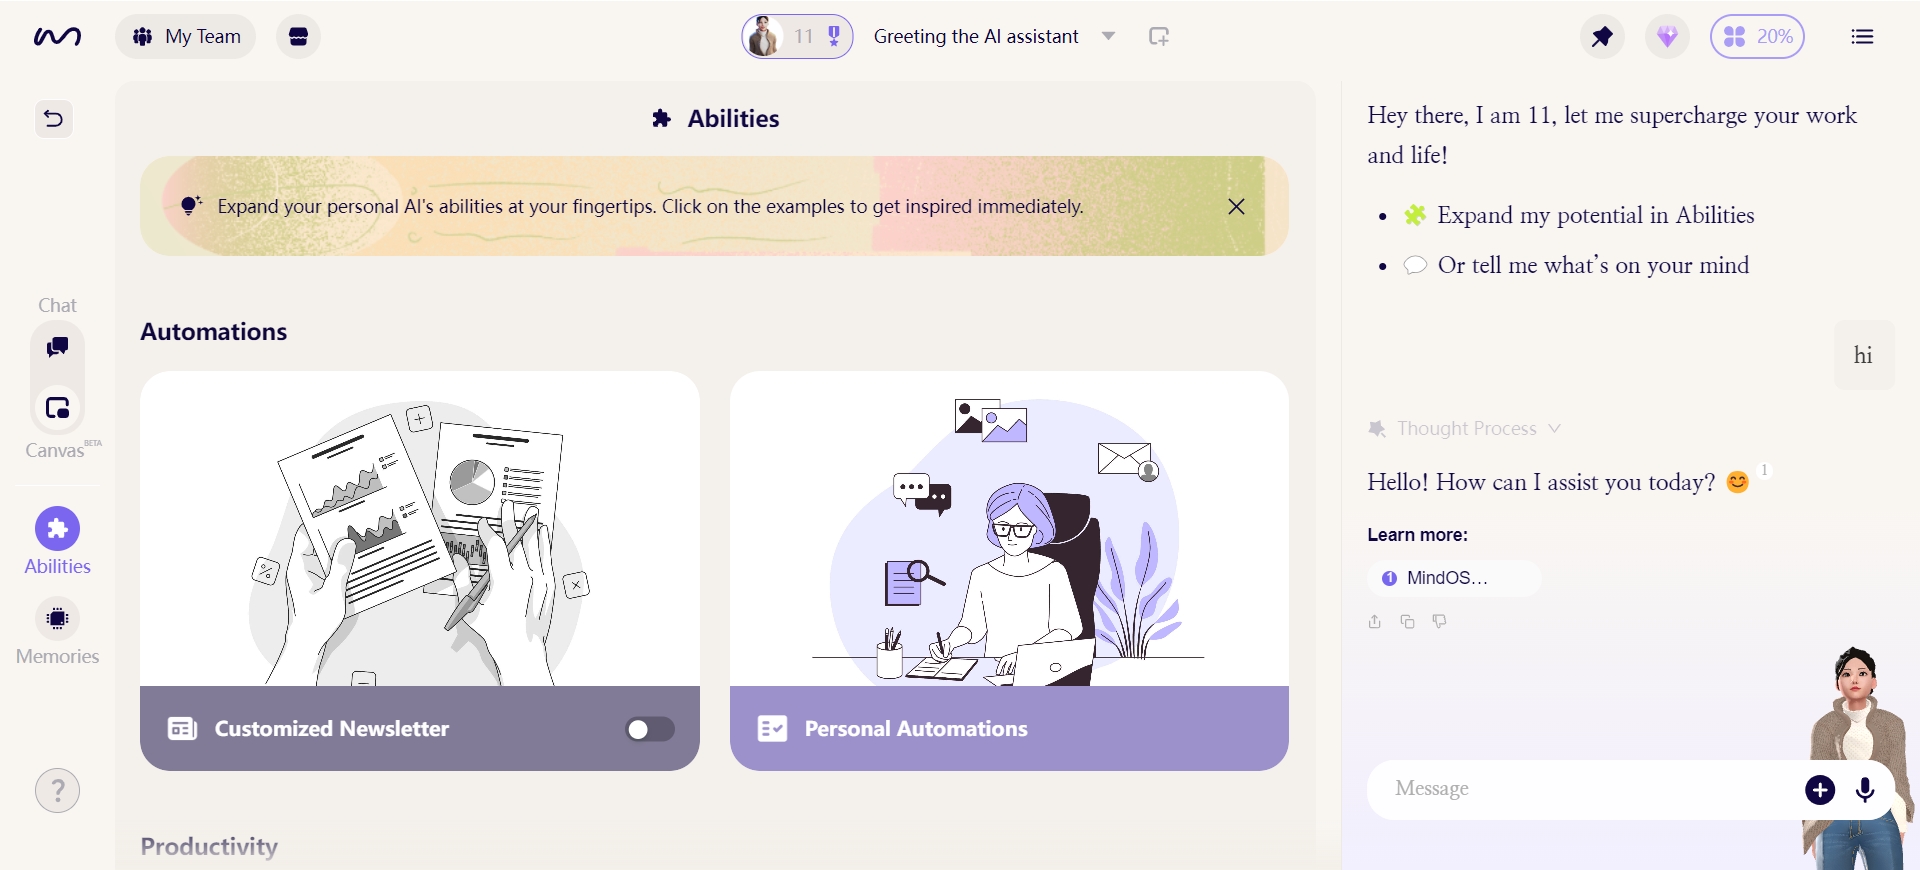 My Team
11
Greeting the AI assistant
20%
Chat
Canvas BETA
Abilities
Memories
?
Abilities
Expand your personal AI's abilities at your fingertips. Click on the examples to get inspired immediately.
Automations
Customized Newsletter
Personal Automations
Productivity
Hey there, I am 11, let me supercharge your work
and life!
• 🧩 Expand my potential in Abilities
• 💬 Or tell me what’s on your mind
hi
Thought Process
Hello! How can I assist you today? 😊 1
Learn more:
1 MindOS...
Message